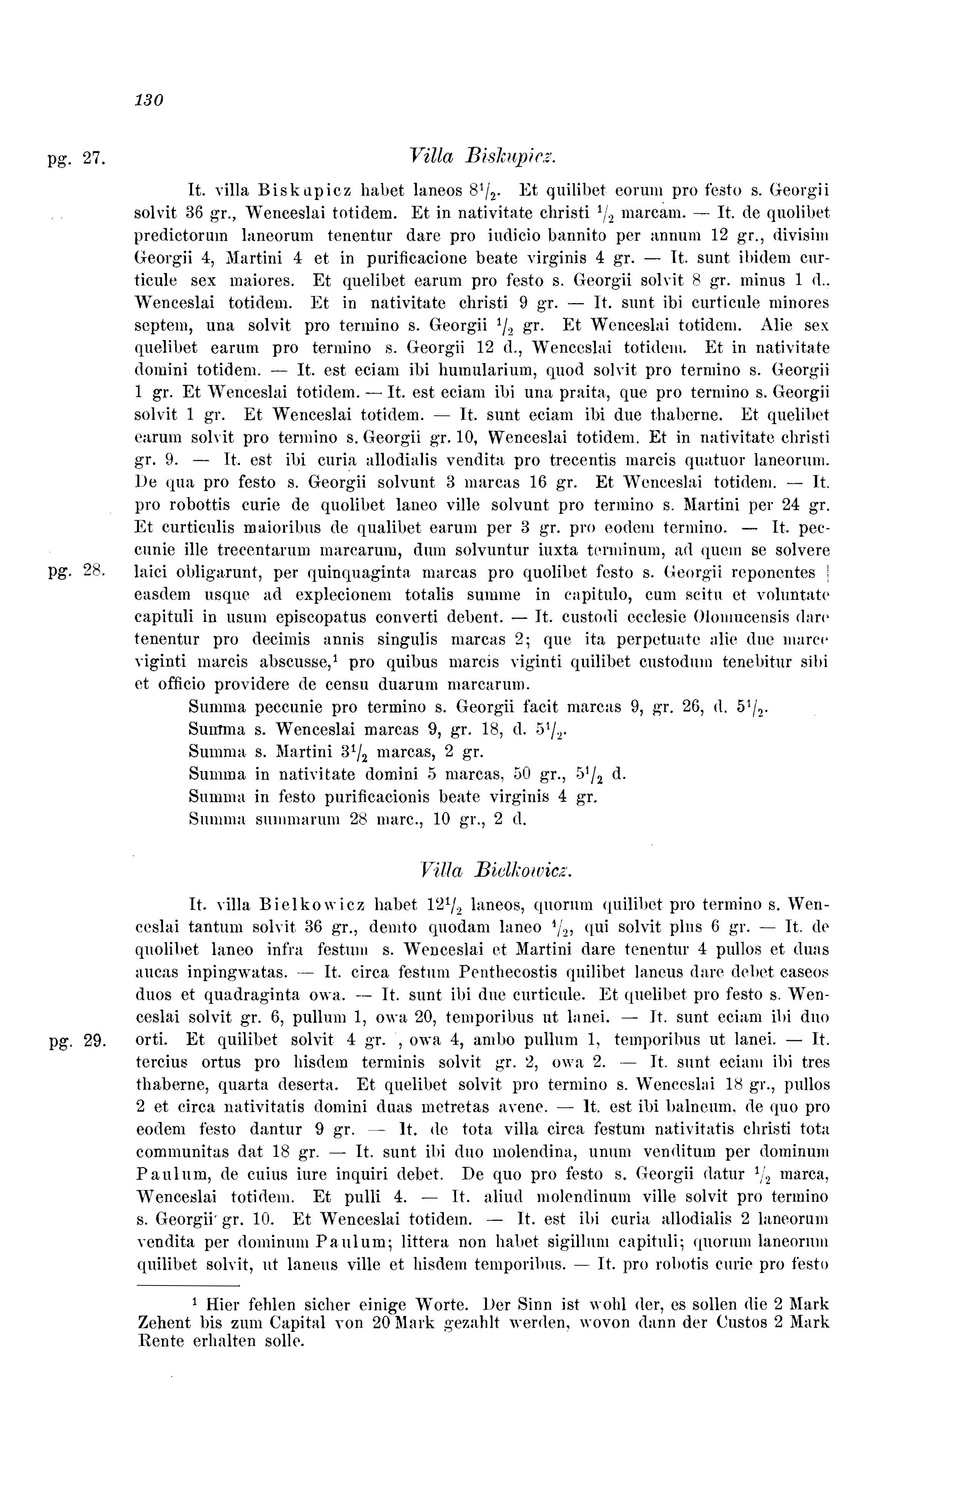 130
pg. 27.
Villa Biskupicz.
It. villa Biskupicz habet laneos 8 1/2. Et quilibet eorum pro festo s. Georgii
solvit 36 gr., Wenceslai totidem. Et in nativitate christi 1/2 marcam. — It. de quolibet
predictorum laneorum tenentur dare pro iudicio bannito per annum 12 gr., divisim
Georgii 4, Martini 4 et in purificacione beate virginis 4 gr. — It. sunt ibidem cur-
ticule sex maiores. Et quelibet earum pro festo s. Georgii solvit 8 gr. minus 1 d..
Wenceslai totidem. Et in nativitate christi 9 gr. — It. sunt ibi curticule minores
septem, una solvit pro termino s. Georgii 1/2 gr. Et Wenceslai totidem. Alie sex
quelibet earum pro termino s. Georgii 12 d., Wenceslai totidem. Et in nativitate
domini totidem. — It. est eciam ibi humularium, quod solvit pro termino s. Georgii
1 gr. Et Wenceslai totidem. — It. est eciam ibi una praita, que pro termino s. Georgii
solvit 1 gr. Et Wenceslai totidem. — It. sunt eciam ibi due thaberne. Et quelibet
earum solvit pro termino s. Georgii gr. 10, Wenceslai totidem. Et in nativitate christi
gr. 9. — It. est ibi curia allodialis vendita pro trecentis marcis quatuor laneorum.
De qua pro festo s. Georgii solvunt 3 marcas 16 gr. Et Wenceslai totidem. — It.
pro robottis curie de quolibet laneo ville solvunt pro termino s. Martini per 24 gr.
Et curticulis maioribus de qualibet earum per 3 gr. pro eodem termino. — It. pec-
cunie ille trecentarum marcarum, dum solvuntur iuxta terminum, ad quem se solvere
pg. 28. laici obligarunt, per quinquaginta marcas pro quolibet festo s. Georgii reponentes |
easdem usque ad explecionem totalis summe in capitulo, cum scitu et voluntate
capituli in usum episcopatus converti debent. — It. custodi ecclesie Olomucensis dare
tenentur pro decimis annis singulis marcas 2; que ita perpetuate alie due marce
viginti marcis abscusse,1 pro quibus marcis viginti quilibet custodum tenebitur sibi
et officio providere de censu duarum marcarum.
Summa peccunie pro termino s. Georgii facit marcas 9, gr. 26, d. 5 1/2.
Summa s. Wenceslai marcas 9, gr. 18, d. 5 1/2.
Summa s. Martini 3 1/2 marcas, 2 gr.
Summa in nativitate domini 5 marcas, 50 gr., 5 1/2 d.
Summa in festo purificacionis beate virginis 4 gr.
Summa summarum 28 marc., 10 gr., 2 d.
Villa Bielkowicz.
It. villa Bielkowicz habet 12 1/2 laneos, quorum quilibet pro termino s. Wen-
ceslai tantum solvit 36 gr., demto quodam laneo 1/2, qui solvit plus 6 gr. — It. de
quolibet laneo infra festum s. Wenceslai et Martini dare tenentur 4 pullos et duas
aucas inpingwatas. — It. circa festum Penthecostis quilibet laneus dare debet caseos
duos et quadraginta owa. — It. sunt ibi due curticule. Et quelibet pro festo s. Wen-
ceslai solvit gr. 6, pullum 1, owa 20, temporibus ut lanei. — It. sunt eciam ibi duo
pg. 29. orti. Et quilibet solvit 4 gr. , owa 4, ambo pullum 1, temporibus ut lanei. — It.
tercius ortus pro hisdem terminis solvit gr. 2, owa 2. — It. sunt eciam ibi tres
thaberne, quarta deserta. Et quelibet solvit pro termino s. Wenceslai 18 gr., pullos
2 et circa nativitatis domini duas metretas avene. — It. est ibi balneum, de quo pro
eodem festo dantur 9 gr. — It. de tota villa circa festum nativitatis christi tota
communitas dat 18 gr. — It. sunt ibi duo molendina, unum venditum per dominum
Paulum, de cuius iure inquiri debet. De quo pro festo s. Georgii datur 1/2 marca,
Wenceslai totidem. Et pulli 4. — It. aliud molendinum ville solvit pro termino
s. Georgii gr. 10. Et Wenceslai totidem. — It. est ibi curia allodialis 2 laneorum
vendita per dominum Paulum; littera non habet sigillum capituli; quorum laneorum
quilibet solvit, ut laneus ville et hisdem temporibus. — It. pro robotis curie pro festo
1 Hier fehlen sicher einige Worte. Der Sinn ist wohl der, es sollen die 2 Mark
Zehent bis zum Capital von 20 Mark gezahlt werden, wovon dann der Custos 2 Mark
Rente erhalten solle.